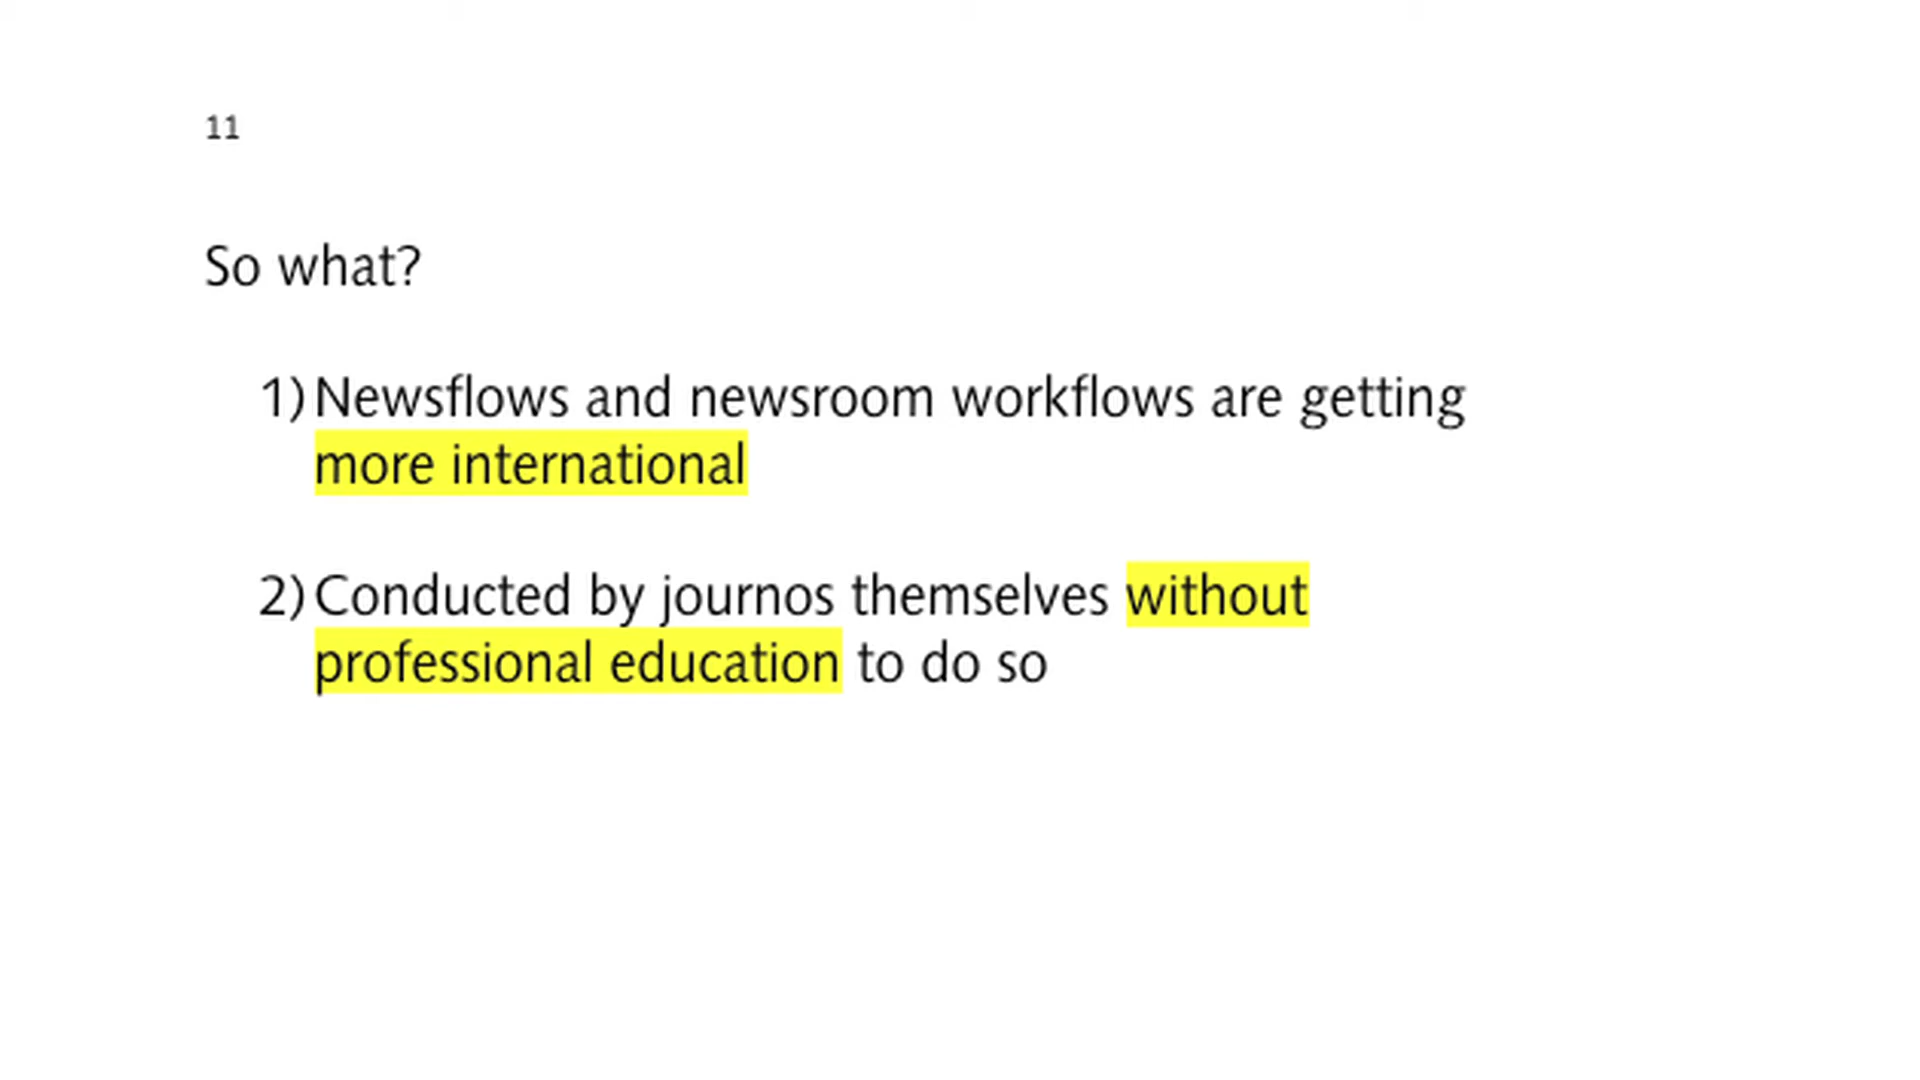 11
So what?
1) Newsflows and newsroom workflows are getting
more international
2) Conducted by journos themselves without
professional education to do so